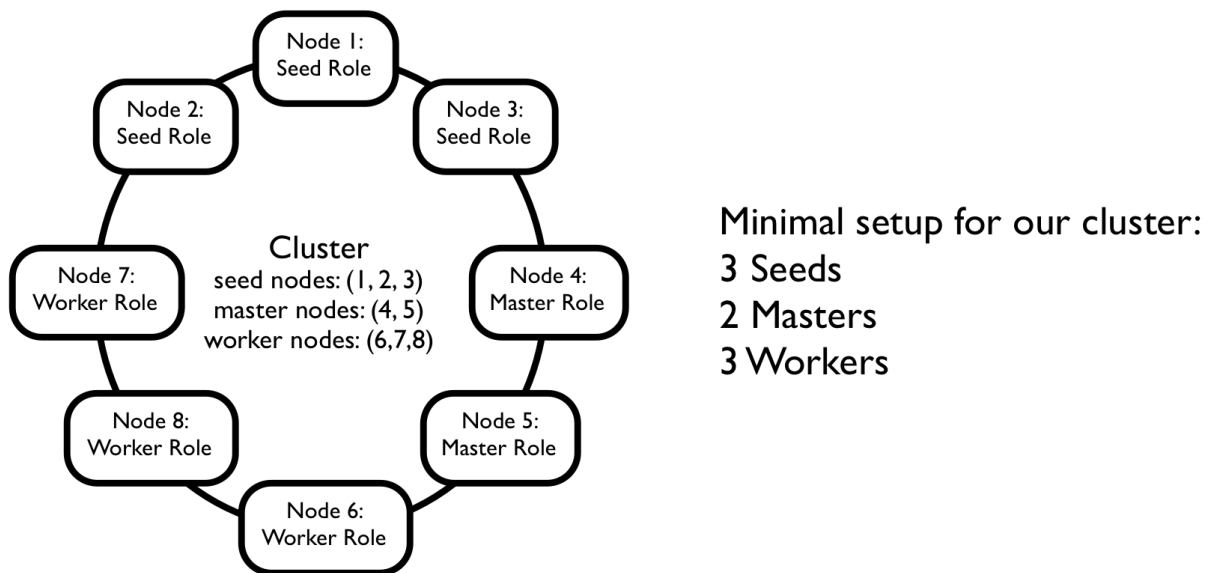 Node 1:
Seed Role
Node 2:
Seed Role
Node 3:
Seed Role
Cluster
seed nodes: (1, 2, 3)
master nodes: (4, 5)
worker nodes: (6,7,8)
Node 7:
Worker Role
Node 4:
Master Role
Node 8:
Worker Role
Node 5:
Master Role
Node 6:
Worker Role
Minimal setup for our cluster:
3 Seeds
2 Masters
3 Workers